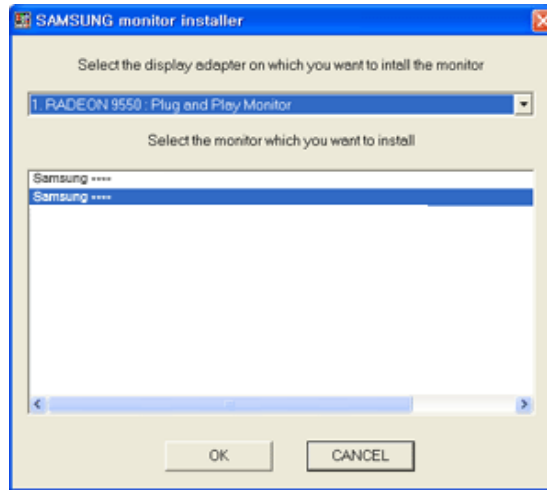 SAMSUNG monitor installer
Select the display adapter on which you want to intall the monitor
1. RADEON 9550 : Plug and Play Monitor
Select the monitor which you want to install
Samsung ----
Samsung ----
OK
CANCEL